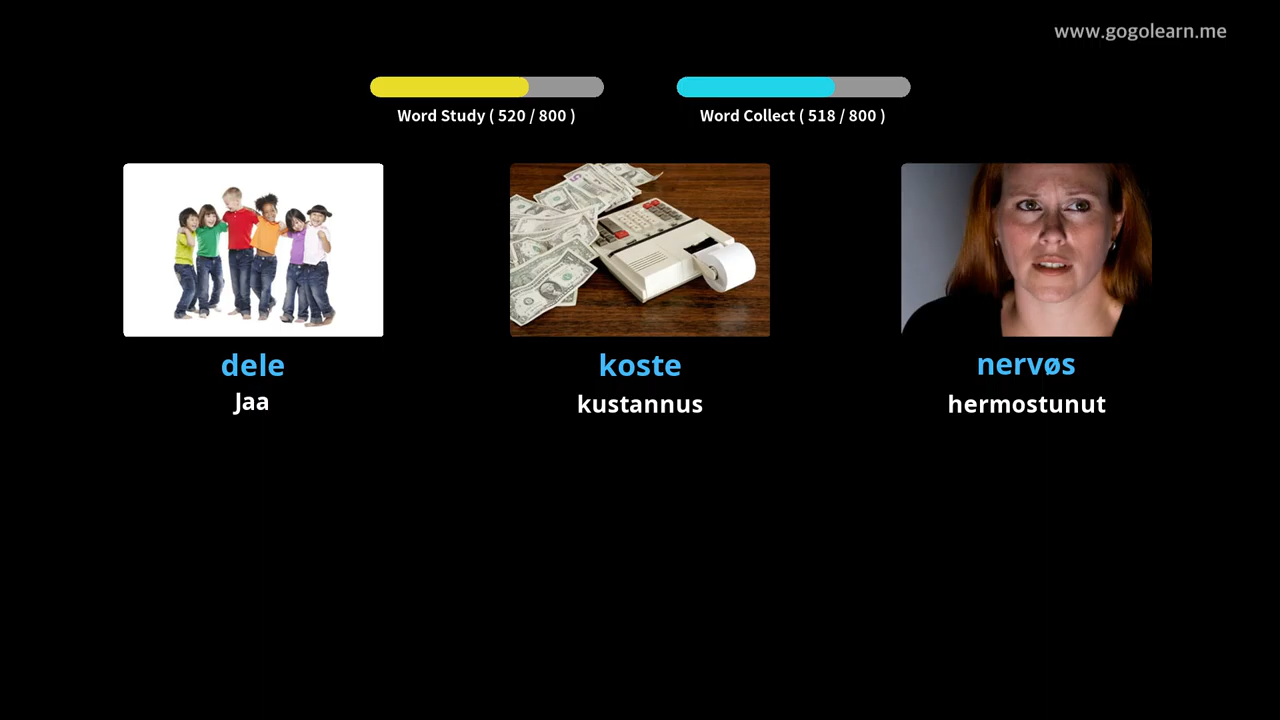 www.gogolearn.me
Word Study ( 520 / 800 )
Word Collect ( 518 / 800 )
dele
koste
nervøs
Jaa
kustannus
hermostunut